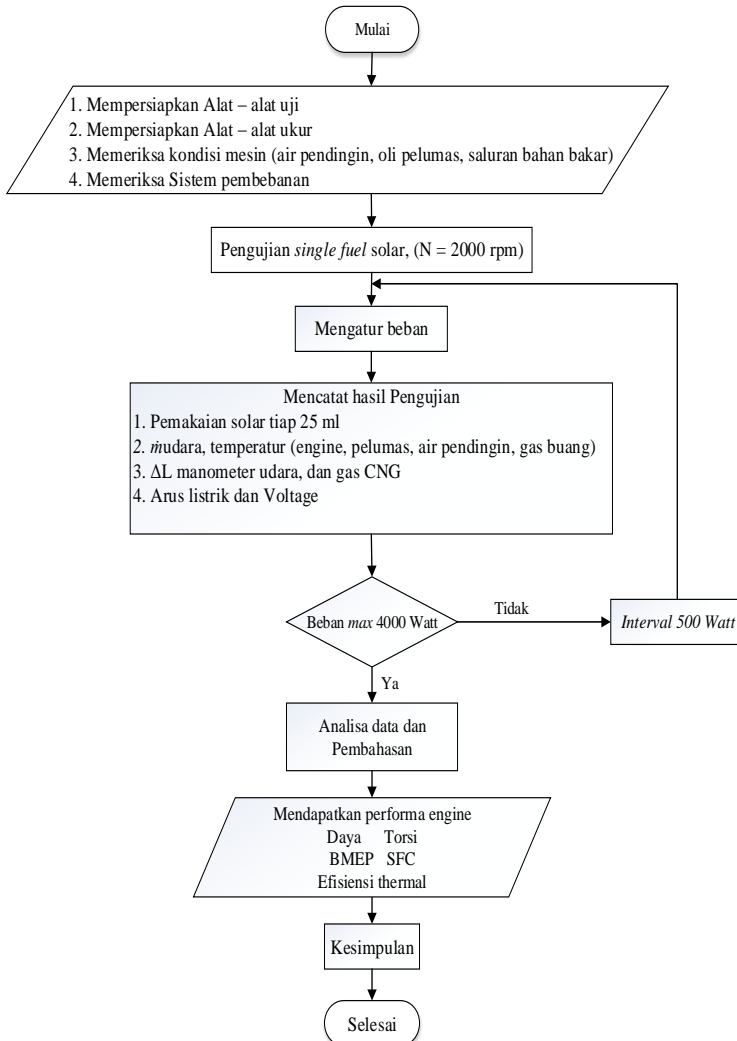 Mulai
1. Mempersiapkan Alat – alat uji
2. Mempersiapkan Alat – alat ukur
3. Memeriksa kondisi mesin (air pendingin, oli pelumas, saluran bahan bakar)
4. Memeriksa Sistem pembebanan
Pengujian single fuel solar, (N = 2000 rpm)
Mengatur beban
Mencatat hasil Pengujian
1. Pemakaian solar tiap 25 ml
2. ṁudara, temperatur (engine, pelumas, air pendingin, gas buang)
3. ΔL manometer udara, dan gas CNG
4. Arus listrik dan Voltage
Beban max 4000 Watt
Tidak
Interval 500 Watt
Ya
Analisa data dan
Pembahasan
Mendapatkan performa engine
Daya Torsi
BMEP SFC
Efisiensi thermal
Kesimpulan
Selesai